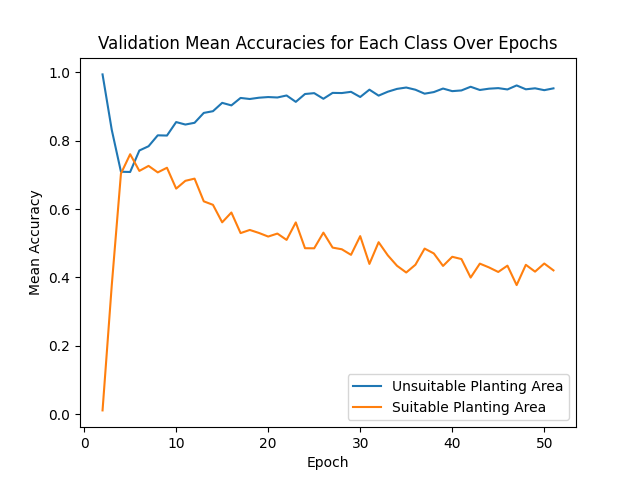 Validation Mean Accuracies for Each Class Over Epochs
1.0
0.8
0.6
0.4
0.2
0.0
Mean Accuracy
0 10 20 30 40 50
Epoch
Unsuitable Planting Area
Suitable Planting Area